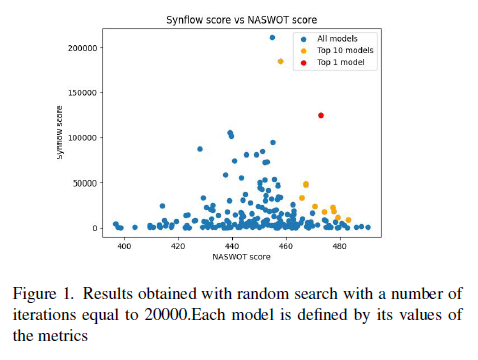 Synflow score vs NASWOT score
All models
Top 10 models
Top 1 model
200000
150000
100000
50000
0
Synflow score
400
420
440
460
480
NASWOT score
Figure 1. Results obtained with random search with a number of
iterations equal to 20000.Each model is defined by its values of
the metrics